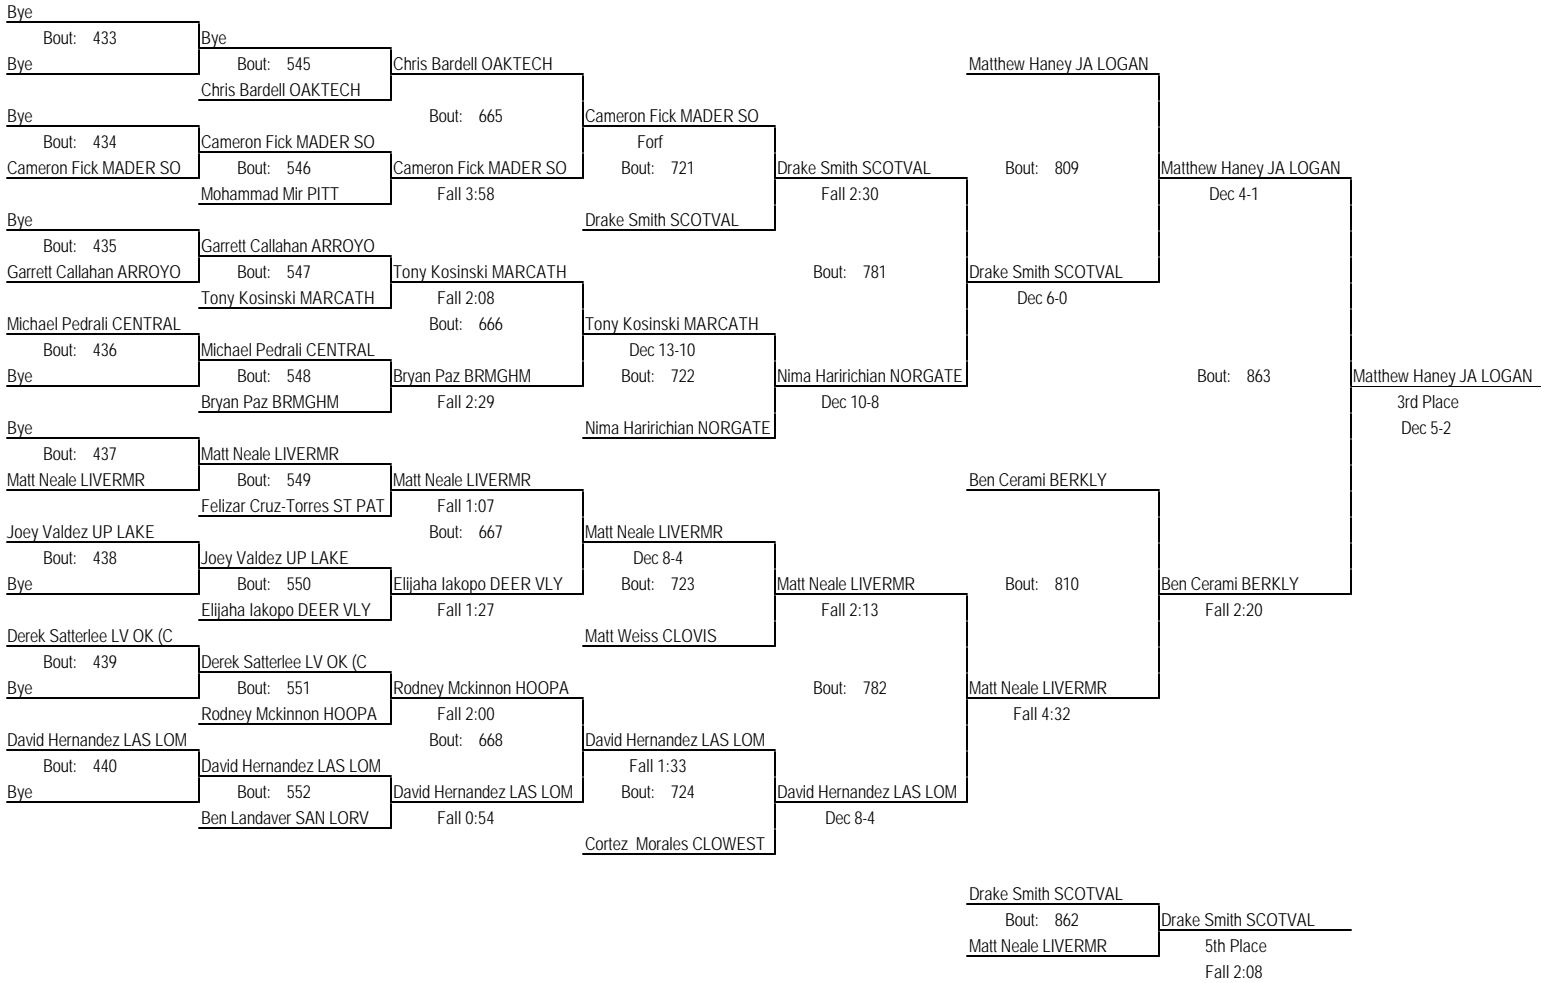 Bye
Bout: 433 Bye
Bye Bout: 545 Chris Bardell OAKTECH Matthew Haney JA LOGAN
Chris Bardell OAKTECH
Bye Bout: 665 Cameron Fick MADER SO
Bout: 434 Cameron Fick MADER SO Forf
Cameron Fick MADER SO Bout: 546 Cameron Fick MADER SO Bout: 721 Drake Smith SCOTVAL Bout: 809 Matthew Haney JA LOGAN
Mohammad Mir PITT Fall 3:58 Fall 2:30 Dec 4-1
Bye Drake Smith SCOTVAL
Bout: 435 Garrett Callahan ARROYO
Garrett Callahan ARROYO Bout: 547 Tony Kosinski MARCATH Bout: 781 Drake Smith SCOTVAL
Tony Kosinski MARCATH Fall 2:08 Dec 6-0
Michael Pedrali CENTRAL Bout: 666 Tony Kosinski MARCATH
Bout: 436 Michael Pedrali CENTRAL Dec 13-10
Bye Bout: 548 Bryan Paz BRMGHM Bout: 722 Nima Haririchian NORGATE Bout: 863 Matthew Haney JA LOGAN
Bryan Paz BRMGHM Fall 2:29 Dec 10-8 3rd Place
Bye Nima Haririchian NORGATE Dec 5-2
Bout: 437 Matt Neale LIVERMR
Matt Neale LIVERMR Bout: 549 Matt Neale LIVERMR Ben Cerami BERKLY
Felizar Cruz-Torres ST PAT Fall 1:07
Joey Valdez UP LAKE Bout: 667 Matt Neale LIVERMR
Bout: 438 Joey Valdez UP LAKE Dec 8-4
Bye Bout: 550 Elijaha Iakopo DEER VLY Bout: 723 Matt Neale LIVERMR Bout: 810 Ben Cerami BERKLY
Elijaha Iakopo DEER VLY Fall 1:27 Fall 2:13 Fall 2:20
Derek Satterlee LV OK (C Matt Weiss CLOVIS
Bout: 439 Derek Satterlee LV OK (C
Bye Bout: 551 Rodney Mckinnon HOOPA Bout: 782 Matt Neale LIVERMR
Rodney Mckinnon HOOPA Fall 2:00 Fall 4:32
David Hernandez LAS LOM Bout: 668 David Hernandez LAS LOM
Bout: 440 David Hernandez LAS LOM Fall 1:33
Bye Bout: 552 David Hernandez LAS LOM Bout: 724 David Hernandez LAS LOM
Ben Landaver SAN LORV Fall 0:54 Dec 8-4
Cortez Morales CLOWEST
Drake Smith SCOTVAL
Bout: 862 Drake Smith SCOTVAL
Matt Neale LIVERMR 5th Place
Fall 2:08